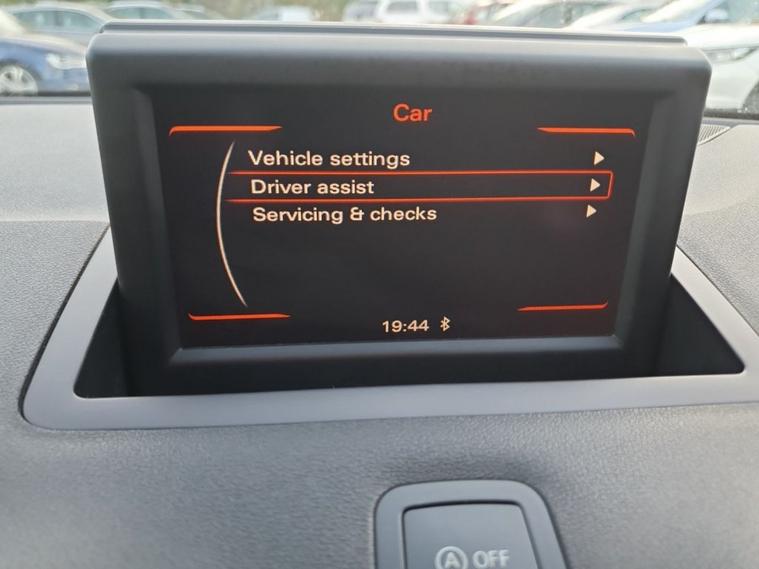 Car
Vehicle settings
Driver assist
Servicing & checks
19:44
A OFF